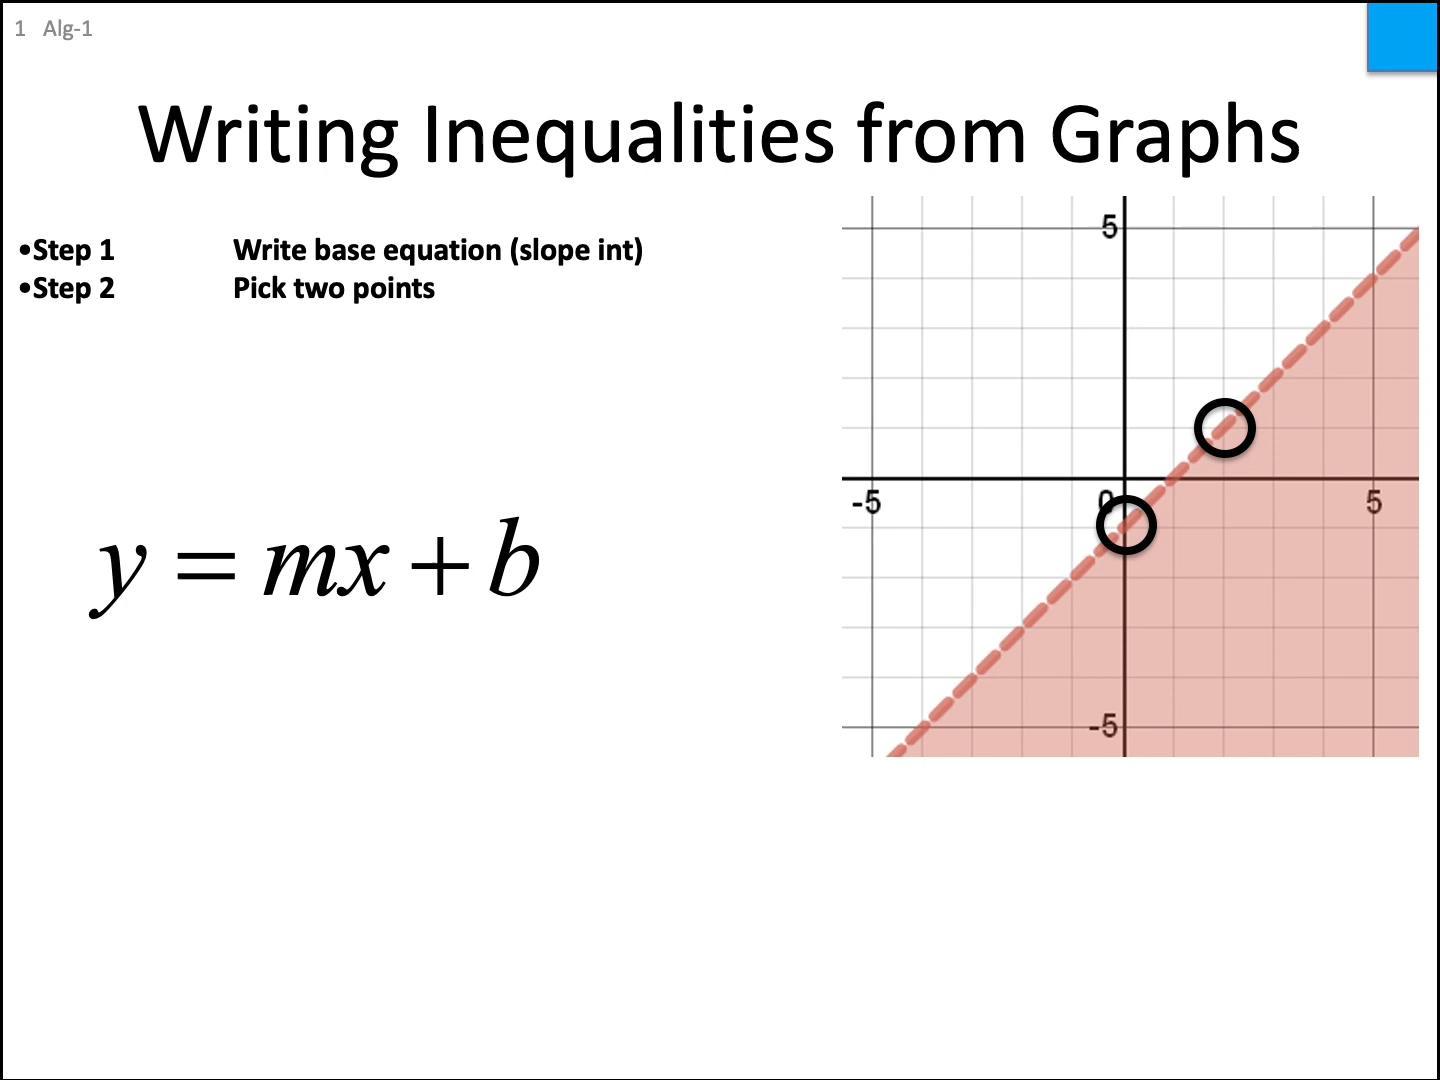 1 Alg-1
Writing Inequalities from Graphs
•Step 1 Write base equation (slope int)
•Step 2 Pick two points
5
-5 0 5
-5
y = mx + b